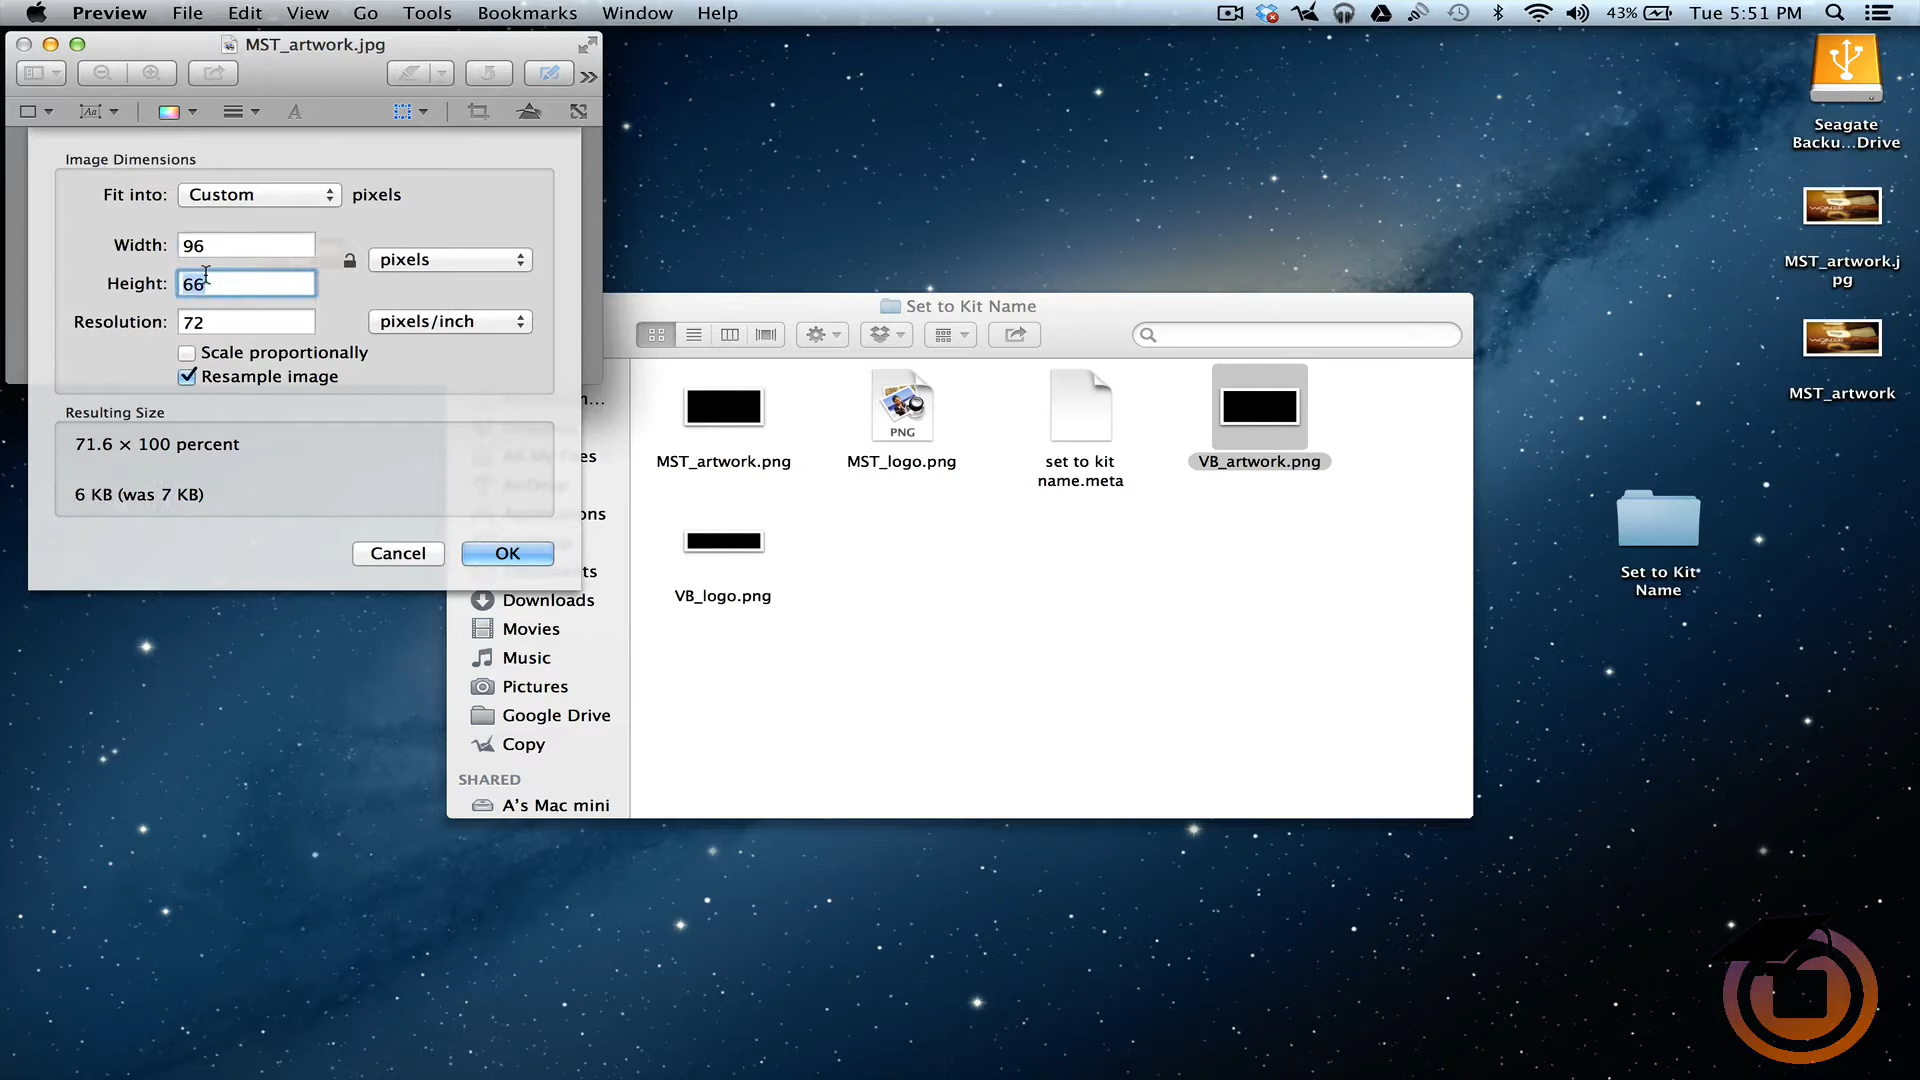 Preview File Edit View Go Tools Bookmarks Window Help 43% Tue 5:51 PM
MST_artwork.jpg
Image Dimensions
Fit into: Custom pixels
Width: 96 pixels
Height: 66
Resolution: 72 pixels/inch
Scale proportionally
Resample image
Resulting Size
71.6 × 100 percent
6 KB (was 7 KB)
Cancel OK
Downloads
Movies
Music
Pictures
Google Drive
Copy
SHARED
A's Mac mini
Set to Kit Name
MST_artwork.png
PNG
MST_logo.png
set to kit
name.meta
VB_artwork.png
VB_logo.png
Seagate
Backu...Drive
MST_artwork.j
pg
MST_artwork
Set to Kit
Name